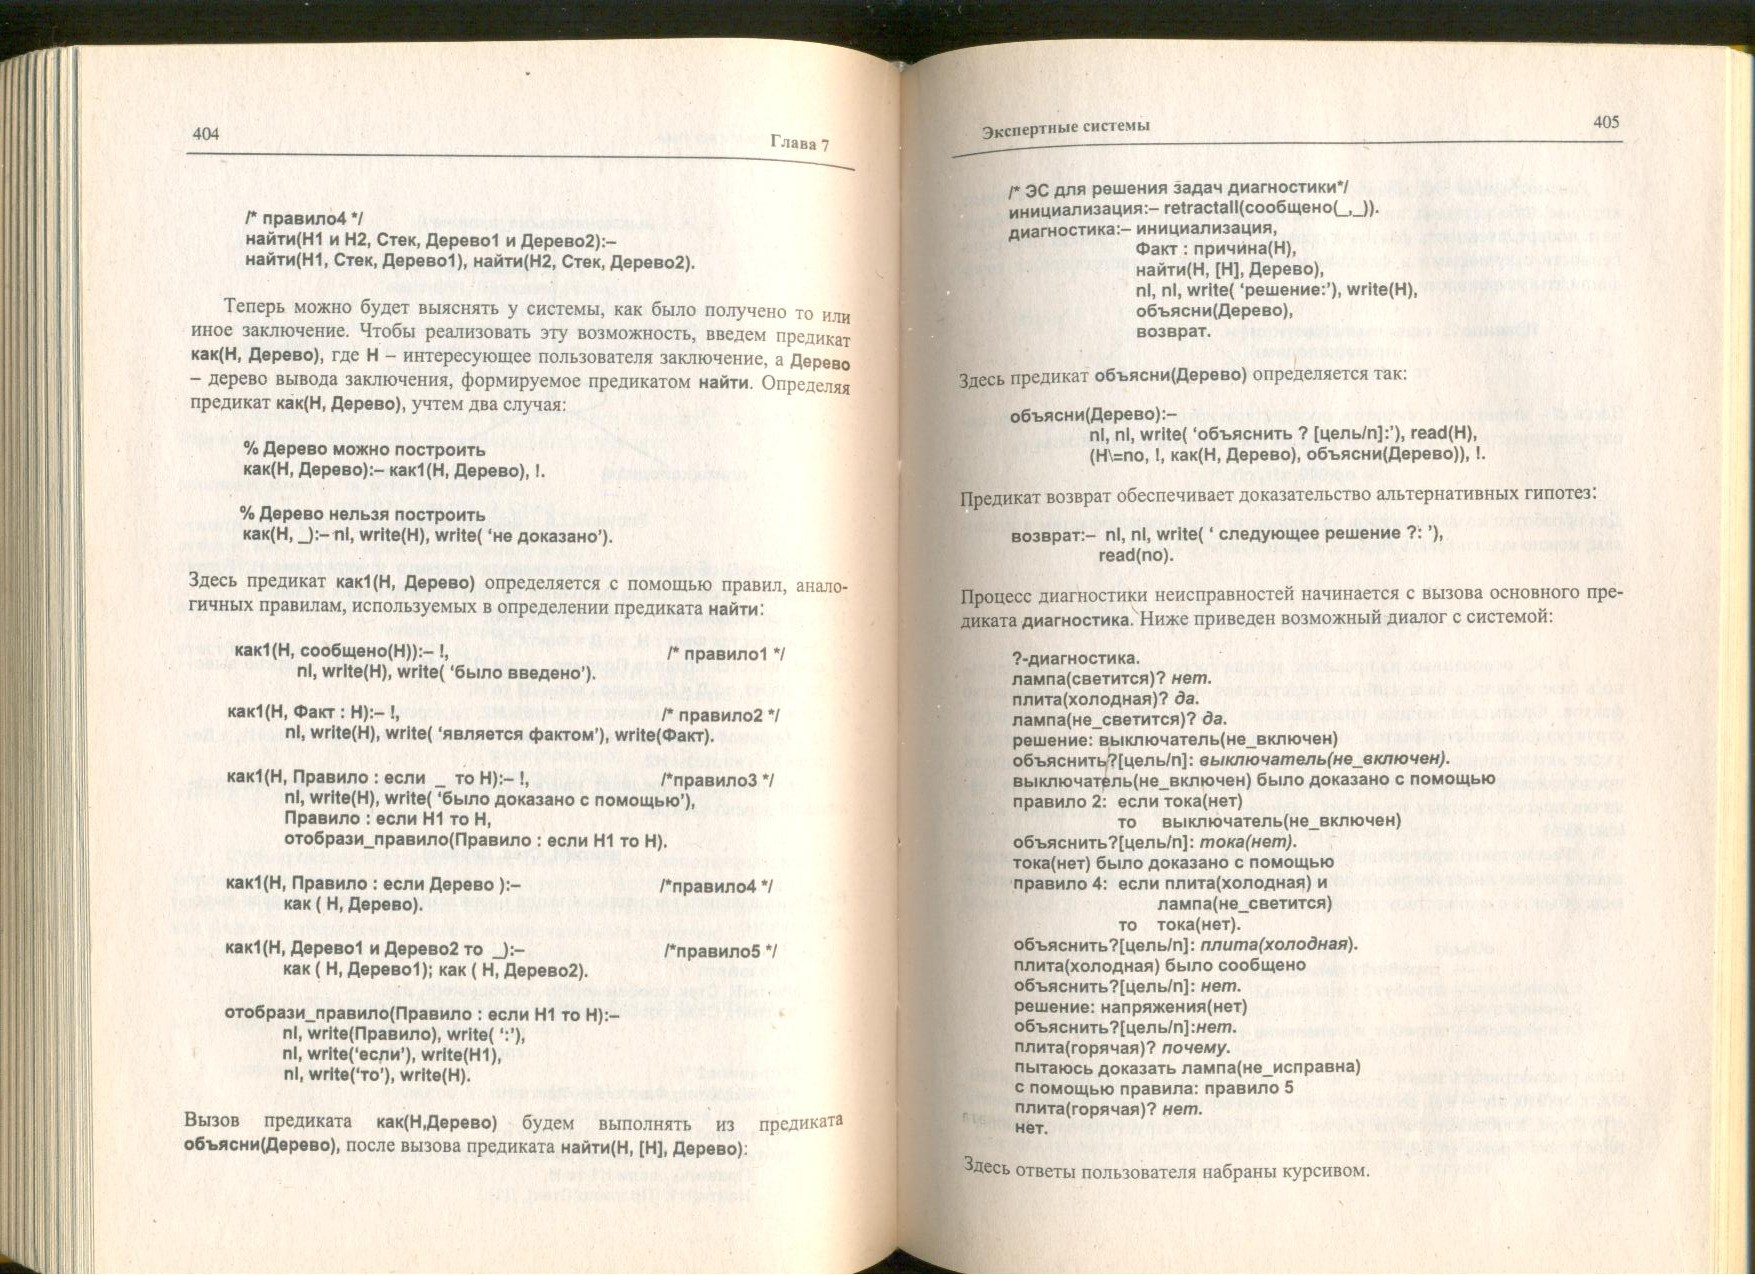 404
Глава 7
/* правило4 */
найти(Н1 и Н2, Стек, Дерево1 и Дерево2):–
найти(Н1, Стек, Дерево1), найти(Н2, Стек, Дерево2).
Теперь можно будет выяснять у системы, как было получено то или
иное заключение. Чтобы реализовать эту возможность, введем предикат
как(Н, Дерево), где Н – интересующее пользователя заключение, а Дерево
– дерево вывода заключения, формируемое предикатом найти. Определяя
предикат как(Н, Дерево), учтем два случая:
% Дерево можно построить
как(Н, Дерево):– как1(Н, Дерево), !.
% Дерево нельзя построить
как(Н, _):– nl, write(H), write( ‘не доказано’).
Здесь предикат как1(Н, Дерево) определяется с помощью правил, анало-
гичных правилам, используемых в определении предиката найти:
как1(Н, сообщено(Н)):– !, /* правило1 */
nl, write(H), write( ‘было введено’).
как1(Н, Факт : Н):– !, /* правило2 */
nl, write(H), write( ‘является фактом’), write(Факт).
как1(Н, Правило : если _ то Н):– !, /*правило3 */
nl, write(H), write( ‘было доказано с помощью’),
Правило : если Н1 то Н,
отобрази_правило(Правило : если Н1 то Н).
как1(Н, Правило : если Дерево ):– /*правило4 */
как ( Н, Дерево).
как1(Н, Дерево1 и Дерево2 то _):– /*правило5 */
как ( Н, Дерево1); как ( Н, Дерево2).
отобрази_правило(Правило : если Н1 то Н):–
nl, write(Правило), write( ‘:’),
nl, write(‘если’), write(H1),
nl, write(‘то’), write(H).
Вызов предиката как(Н,Дерево) будем выполнять из предиката
объясни(Дерево), после вызова предиката найти(Н, [Н], Дерево):
Экспертные системы
405
/* ЭС для решения задач диагностики*/
инициализация:– retractall(сообщено(_,_)).
диагностика:– инициализация,
Факт : причина(Н),
найти(Н, [Н], Дерево),
nl, nl, write( ‘решение:’), write(H),
объясни(Дерево),
возврат.
Здесь предикат объясни(Дерево) определяется так:
объясни(Дерево):–
nl, nl, write( ‘объяснить ? [цель/n]:’), read(H),
(H\=no, !, как(Н, Дерево), объясни(Дерево)), !.
Предикат возврат обеспечивает доказательство альтернативных гипотез:
возврат:– nl, nl, write( ‘ следующее решение ?: ’),
read(no).
Процесс диагностики неисправностей начинается с вызова основного пре-
диката диагностика. Ниже приведен возможный диалог с системой:
?-диагностика.
лампа(светится)? нет.
плита(холодная)? да.
лампа(не_светится)? да.
решение: выключатель(не_включен)
объяснить?[цель/n]: выключатель(не_включен).
выключатель(не_включен) было доказано с помощью
правило 2: если тока(нет)
то выключатель(не_включен)
объяснить?[цель/n]: тока(нет).
тока(нет) было доказано с помощью
правило 4: если плита(холодная) и
лампа(не_светится)
то тока(нет).
объяснить?[цель/n]: плита(холодная).
плита(холодная) было сообщено
объяснить?[цель/n]: нет.
решение: напряжения(нет)
объяснить?[цель/n]:нет.
плита(горячая)? почему.
пытаюсь доказать лампа(не_исправна)
с помощью правила: правило 5
плита(горячая)? нет.
нет.
Здесь ответы пользователя набраны курсивом.